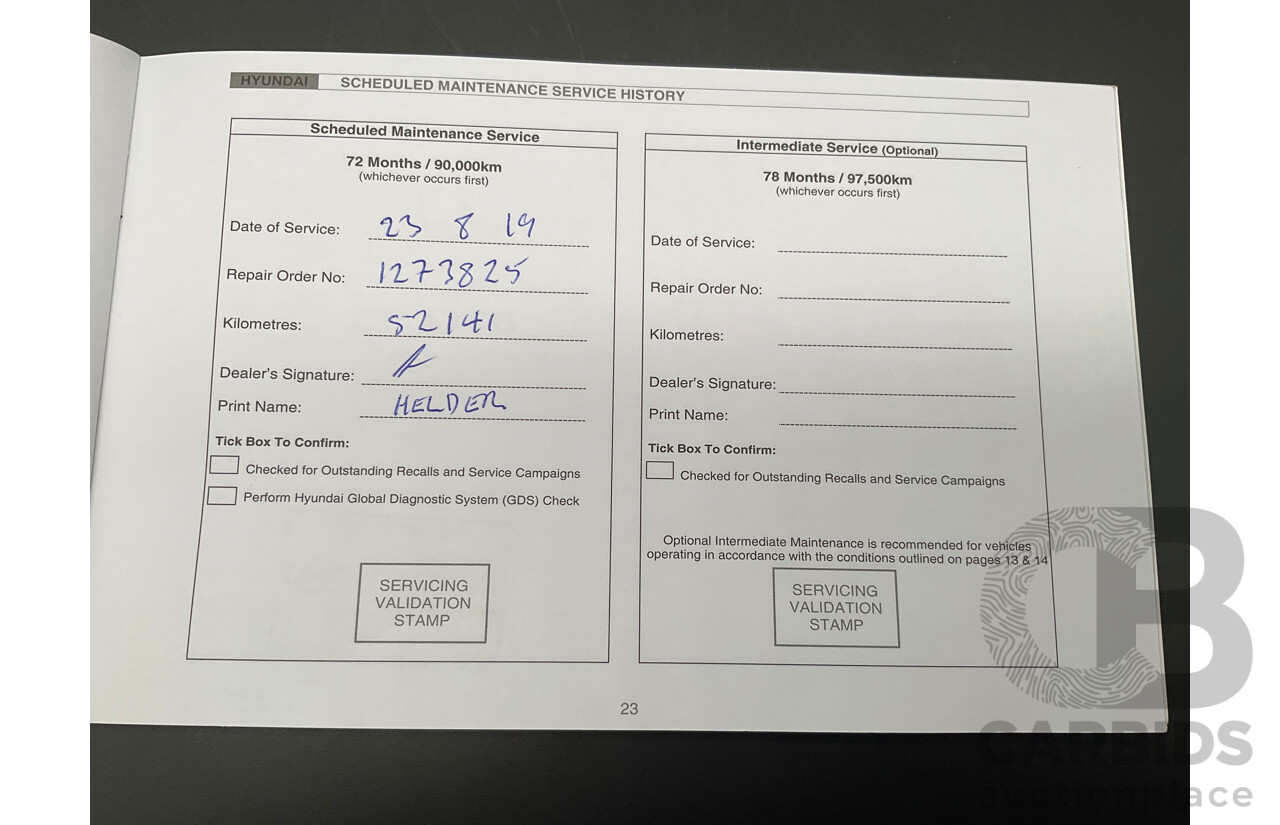 HYUNDAI SCHEDULED MAINTENANCE SERVICE HISTORY
Scheduled Maintenance Service
72 Months / 90,000km
(whichever occurs first)
Date of Service: 23 8 19
Repair Order No: 1273825
Kilometres: 52141
Dealer's Signature:
Print Name: HELDER
Tick Box To Confirm:
Checked for Outstanding Recalls and Service Campaigns
Perform Hyundai Global Diagnostic System (GDS) Check
SERVICING
VALIDATION
STAMP
Intermediate Service (Optional)
78 Months / 97,500km
(whichever occurs first)
Date of Service:
Repair Order No:
Kilometres:
Dealer's Signature:
Print Name:
Tick Box To Confirm:
Checked for Outstanding Recalls and Service Campaigns
Optional Intermediate Maintenance is recommended for vehicles
operating in accordance with the conditions outlined on pages 13 & 14
SERVICING
VALIDATION
STAMP
23
CB
CARBIDS
auctionplace